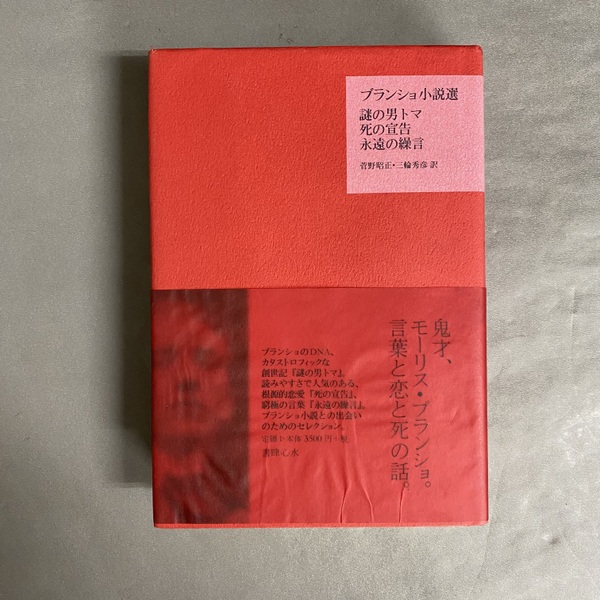 ブランショ小説選
謎の男トマ
死の宣告
永遠の繰言
菅野昭正・三輪秀彦 訳
鬼才、
モーリス・ブランショ。
言葉と恋と死の話。
ブランショのDNA、
カタストロフィックな
創世記『謎の男トマ』。
読みやすさで人気のある、
根源的恋愛『死の宣告』。
窮極の言葉『永遠の繰言』。
ブランショ小説との出会い
のためのセレクション。
定価:本体 3500円+税
書肆心水